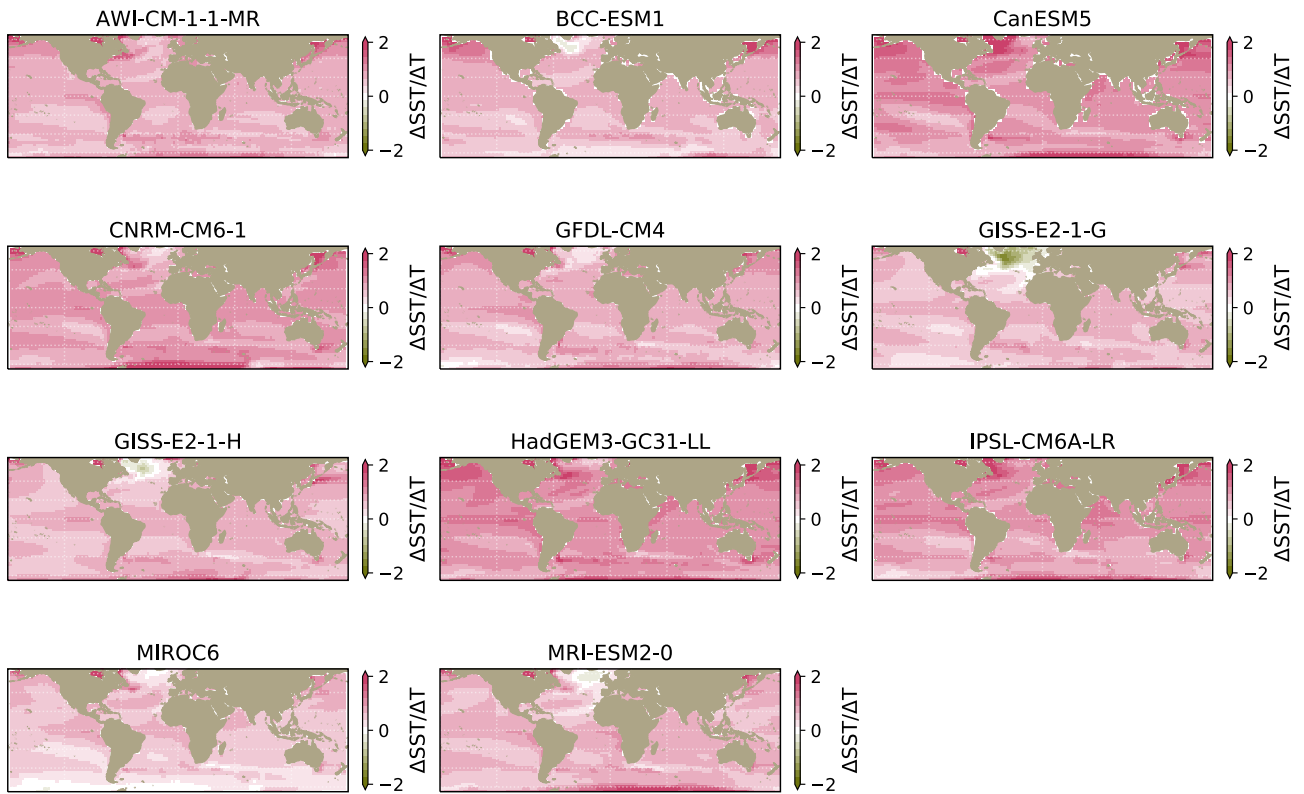 AWI-CM-1-1-MR
2
0
−2
ΔSST/ΔT
BCC-ESM1
2
0
−2
ΔSST/ΔT
CanESM5
2
0
−2
ΔSST/ΔT
CNRM-CM6-1
2
0
−2
ΔSST/ΔT
GFDL-CM4
2
0
−2
ΔSST/ΔT
GISS-E2-1-G
2
0
−2
ΔSST/ΔT
GISS-E2-1-H
2
0
−2
ΔSST/ΔT
HadGEM3-GC31-LL
2
0
−2
ΔSST/ΔT
IPSL-CM6A-LR
2
0
−2
ΔSST/ΔT
MIROC6
2
0
−2
ΔSST/ΔT
MRI-ESM2-0
2
0
−2
ΔSST/ΔT